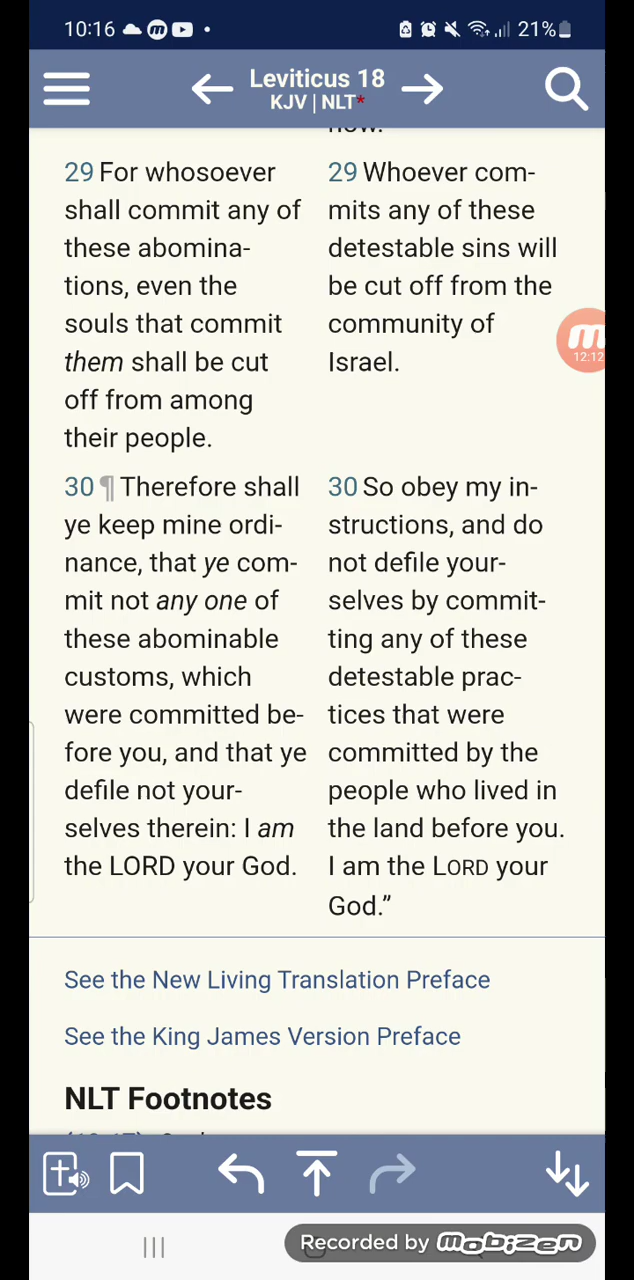 10:16
21%
Leviticus 18
KJV | NLT*
now.
29 For whosoever
shall commit any of
these abomina-
tions, even the
souls that commit
them shall be cut
off from among
their people.
29 Whoever com-
mits any of these
detestable sins will
be cut off from the
community of
Israel.
12:12
30 ¶ Therefore shall
ye keep mine ordi-
nance, that ye com-
mit not any one of
these abominable
customs, which
were committed be-
fore you, and that ye
defile not your-
selves therein: I am
the LORD your God.
30 So obey my in-
structions, and do
not defile your-
selves by commit-
ting any of these
detestable prac-
tices that were
committed by the
people who lived in
the land before you.
I am the LORD your
God.”
See the New Living Translation Preface
See the King James Version Preface
NLT Footnotes
Recorded by mobizen